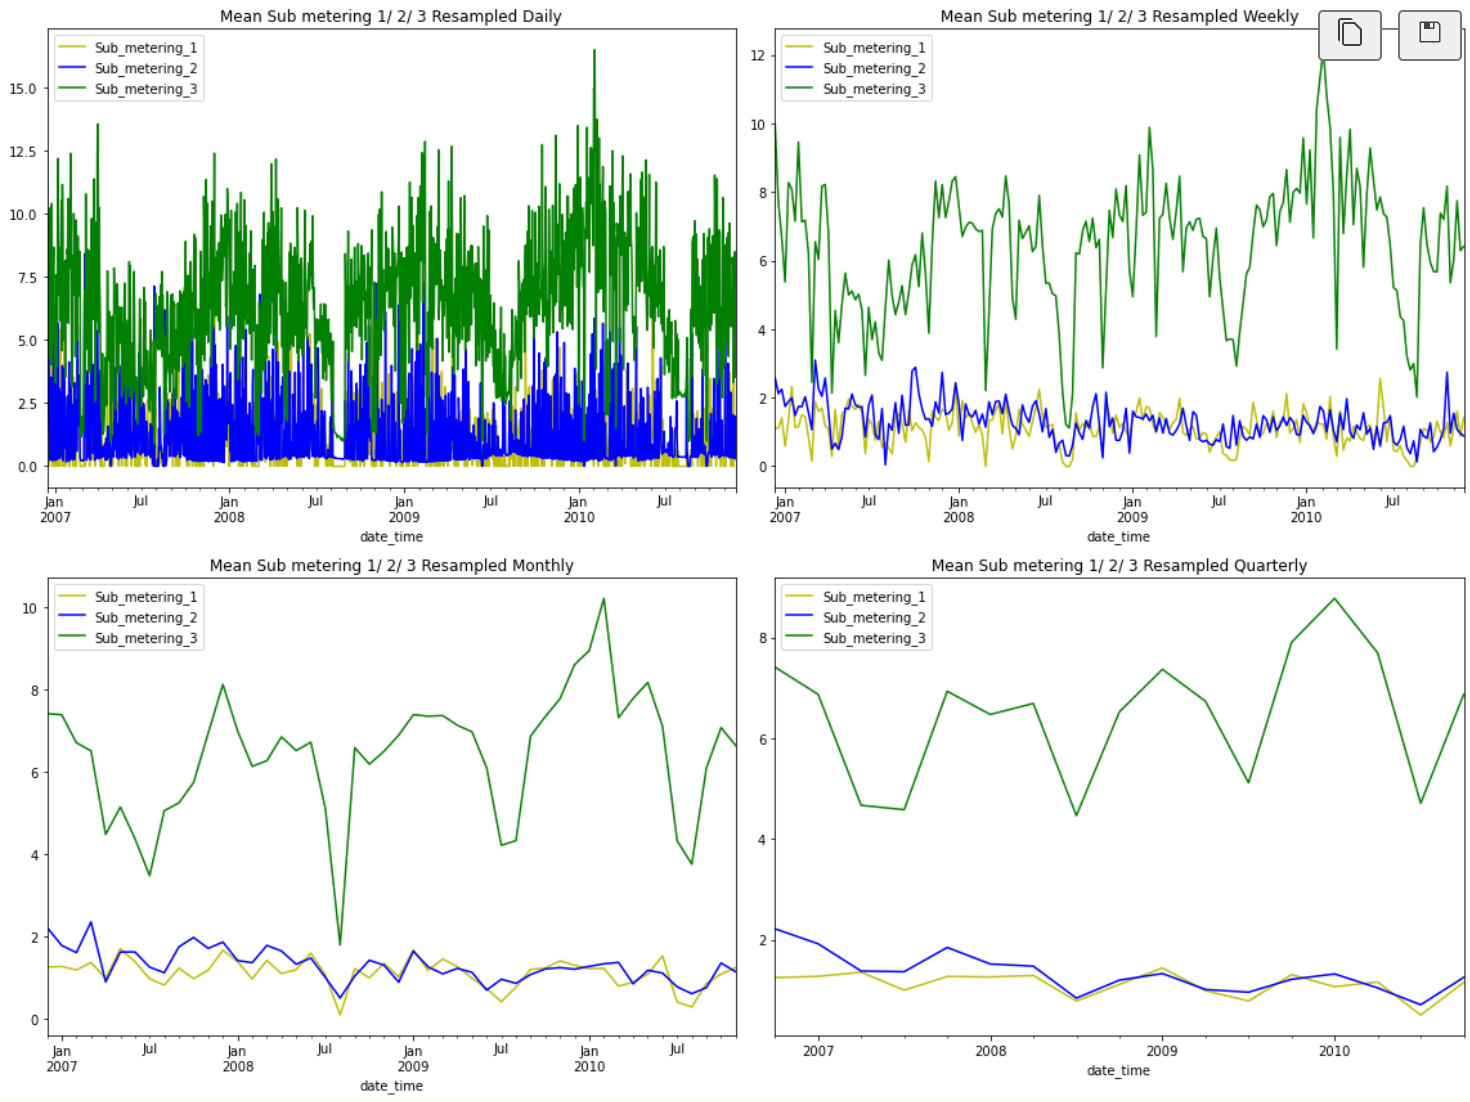 Mean Sub metering 1/ 2/ 3 Resampled Daily
Sub_metering_1
Sub_metering_2
Sub_metering_3
15.0
12.5
10.0
7.5
5.0
2.5
0.0
Jan Jul Jan Jul Jan Jul Jan Jul
2007 2008 2009 2010
date_time
Mean Sub metering 1/ 2/ 3 Resampled Weekly
Sub_metering_1
Sub_metering_2
Sub_metering_3
12
10
8
6
4
2
0
Jan Jul Jan Jul Jan Jul Jan Jul
2007 2008 2009 2010
date_time
Mean Sub metering 1/ 2/ 3 Resampled Monthly
Sub_metering_1
Sub_metering_2
Sub_metering_3
10
8
6
4
2
0
Jan Jul Jan Jul Jan Jul Jan Jul
2007 2008 2009 2010
date_time
Mean Sub metering 1/ 2/ 3 Resampled Quarterly
Sub_metering_1
Sub_metering_2
Sub_metering_3
8
6
4
2
2007 2008 2009 2010
date_time